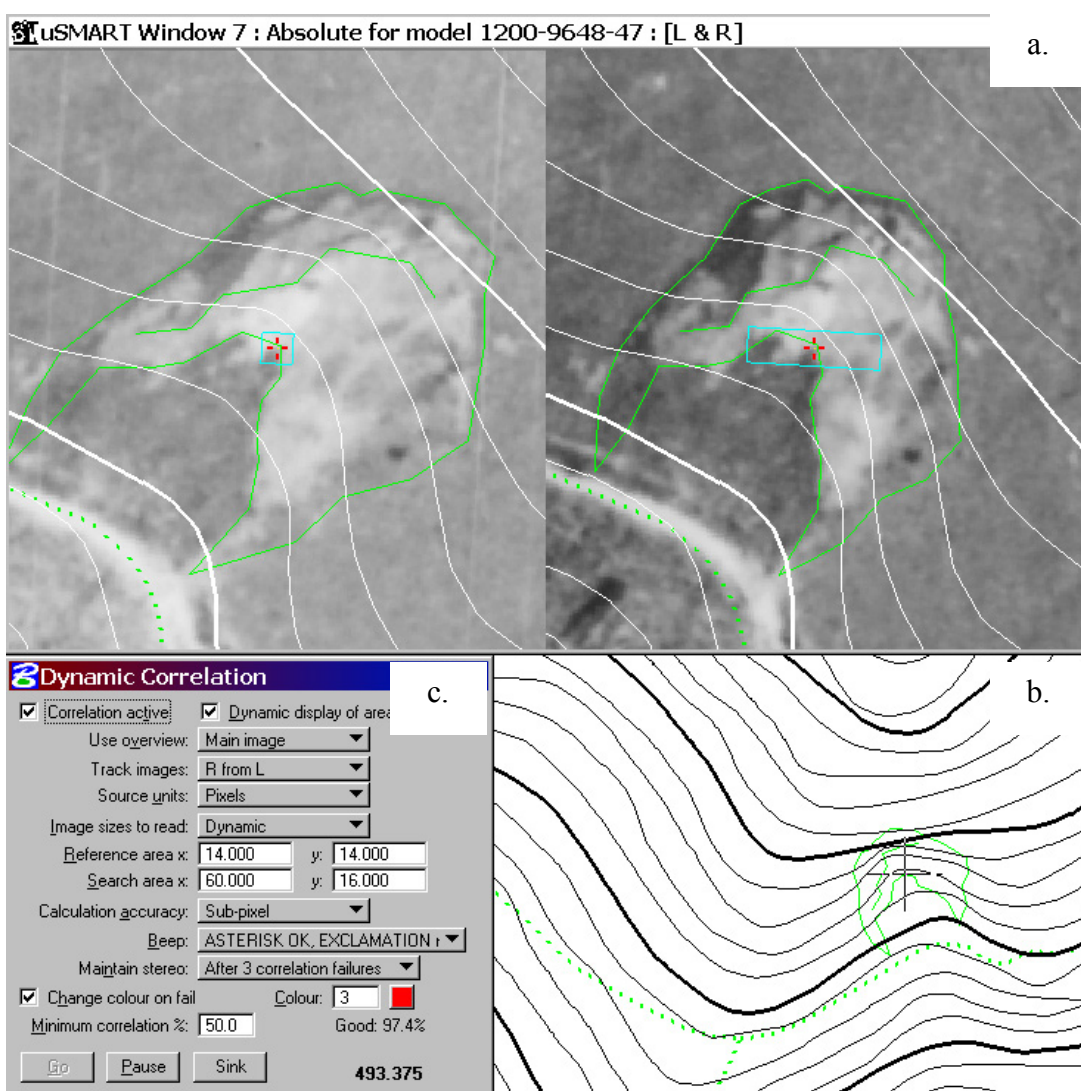 uSMART Window 7 : Absolute for model 1200-9648-47 : [L & R]
a.
Dynamic Correlation
c.
b.
Correlation active Dynamic display of area
Use overview: Main image
Track images: R from L
Source units: Pixels
Image sizes to read: Dynamic
Reference area x: 14.000 y: 14.000
Search area x: 60.000 y: 16.000
Calculation accuracy: Sub-pixel
Beep: ASTERISK OK, EXCLAMATION
Maintain stereo: After 3 correlation failures
Change colour on fail Colour: 3
Minimum correlation %: 50.0 Good: 97.4%
Go Pause Sink 493.375